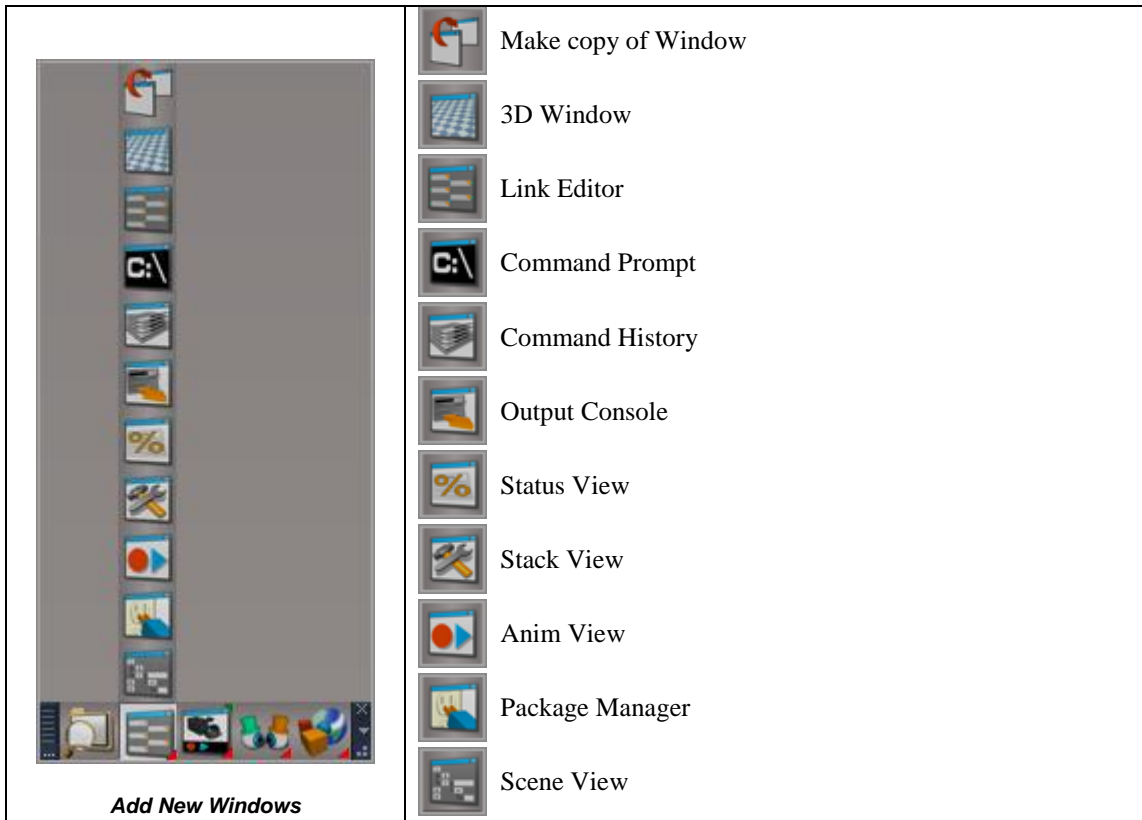 C:\
%
Add New Windows
Make copy of Window
3D Window
Link Editor
C:\
Command Prompt
Command History
Output Console
%
Status View
Stack View
Anim View
Package Manager
Scene View